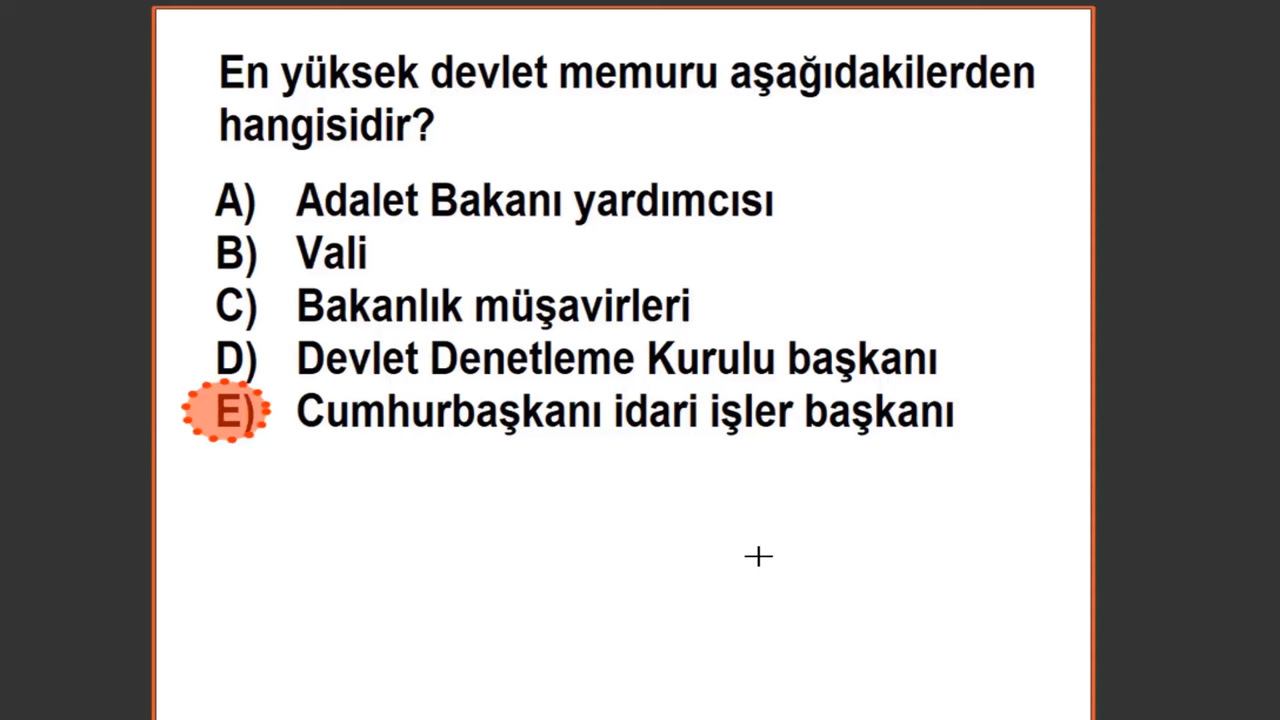 En yüksek devlet memuru aşağıdakilerden
hangisidir?
A) Adalet Bakanı yardımcısı
B) Vali
C) Bakanlık müşavirleri
D) Devlet Denetleme Kurulu başkanı
E) Cumhurbaşkanı idari işler başkanı